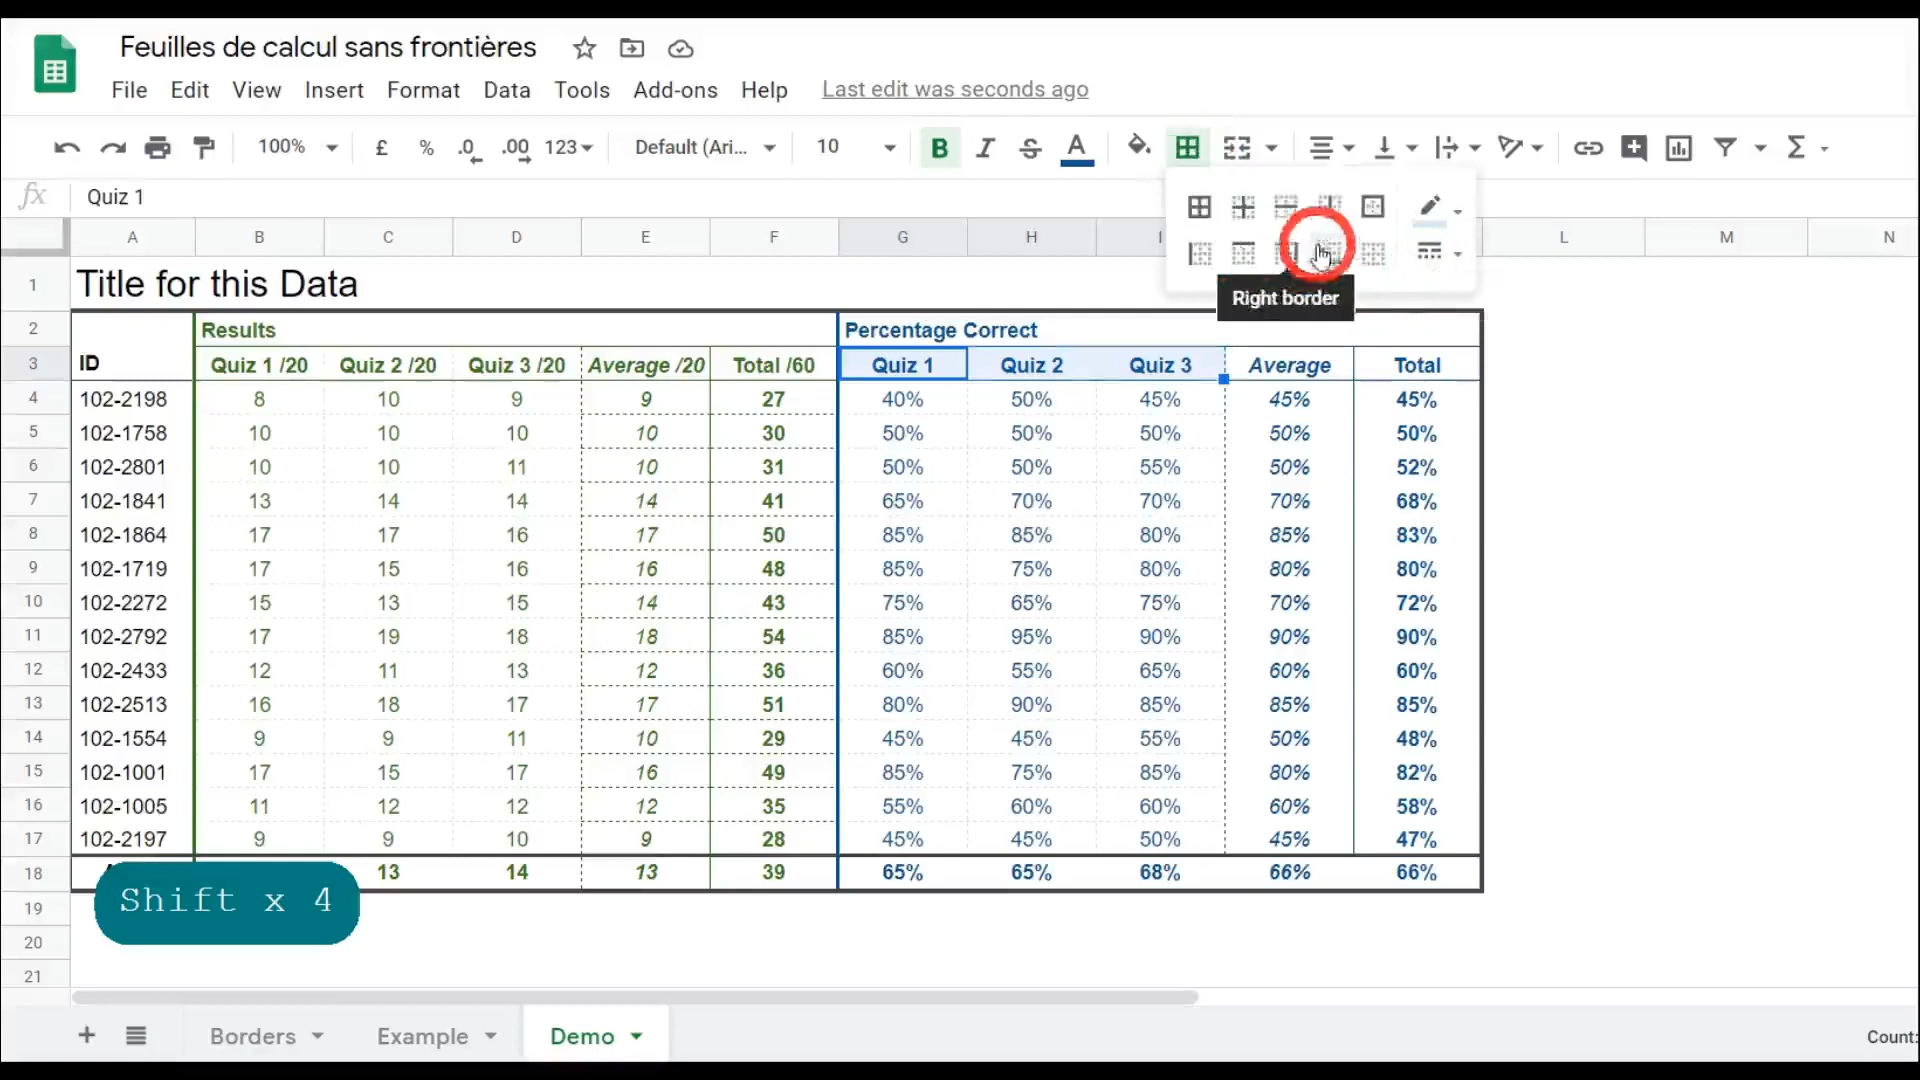 Feuilles de calcul sans frontières
File Edit View Insert Format Data Tools Add-ons Help Last edit was seconds ago
100% £ % .0 .00 123 Default (Ari... 10 B I S A
fx Quiz 1
A B C D E F G H I L M N
Right border
1 Title for this Data
2 Results Percentage Correct
3 ID Quiz 1 /20 Quiz 2 /20 Quiz 3 /20 Average /20 Total /60 Quiz 1 Quiz 2 Quiz 3 Average Total
4 102-2198 8 10 9 9 27 40% 50% 45% 45% 45%
5 102-1758 10 10 10 10 30 50% 50% 50% 50% 50%
6 102-2801 10 10 11 10 31 50% 50% 55% 50% 52%
7 102-1841 13 14 14 14 41 65% 70% 70% 70% 68%
8 102-1864 17 17 16 17 50 85% 85% 80% 85% 83%
9 102-1719 17 15 16 16 48 85% 75% 80% 80% 80%
10 102-2272 15 13 15 14 43 75% 65% 75% 70% 72%
11 102-2792 17 19 18 18 54 85% 95% 90% 90% 90%
12 102-2433 12 11 13 12 36 60% 55% 65% 60% 60%
13 102-2513 16 18 17 17 51 80% 90% 85% 85% 85%
14 102-1554 9 9 11 10 29 45% 45% 55% 50% 48%
15 102-1001 17 15 17 16 49 85% 75% 85% 80% 82%
16 102-1005 11 12 12 12 35 55% 60% 60% 60% 58%
17 102-2197 9 9 10 9 28 45% 45% 50% 45% 47%
18 13 14 13 39 65% 65% 68% 66% 66%
Shift x 4
19
20
21
Borders Example Demo Count: